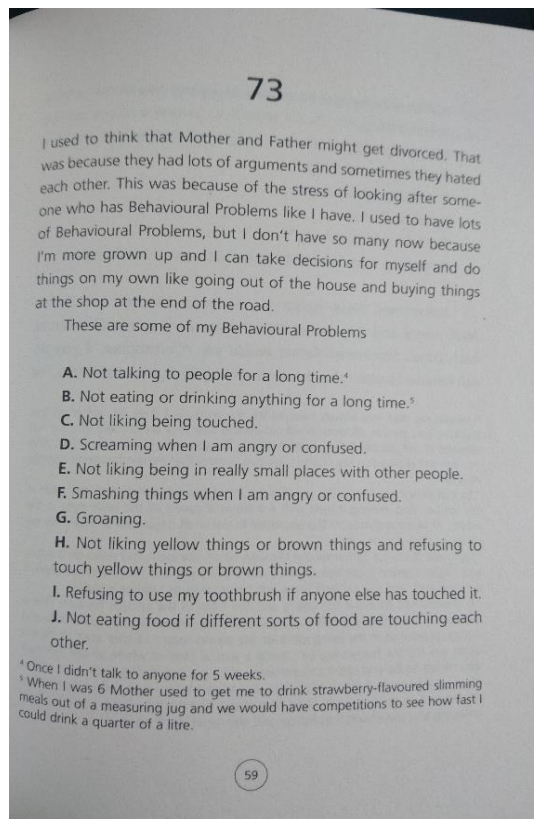 73
I used to think that Mother and Father might get divorced. That
was because they had lots of arguments and sometimes they hated
each other. This was because of the stress of looking after some-
one who has Behavioural Problems like I have. I used to have lots
of Behavioural Problems, but I don't have so many now because
I'm more grown up and I can take decisions for myself and do
things on my own like going out of the house and buying things
at the shop at the end of the road.
These are some of my Behavioural Problems
A. Not talking to people for a long time.⁴
B. Not eating or drinking anything for a long time.⁵
C. Not liking being touched.
D. Screaming when I am angry or confused.
E. Not liking being in really small places with other people.
F. Smashing things when I am angry or confused.
G. Groaning.
H. Not liking yellow things or brown things and refusing to
touch yellow things or brown things.
I. Refusing to use my toothbrush if anyone else has touched it.
J. Not eating food if different sorts of food are touching each
other.
⁴ Once I didn't talk to anyone for 5 weeks.
⁵ When I was 6 Mother used to get me to drink strawberry-flavoured slimming
meals out of a measuring jug and we would have competitions to see how fast I
could drink a quarter of a litre.
59